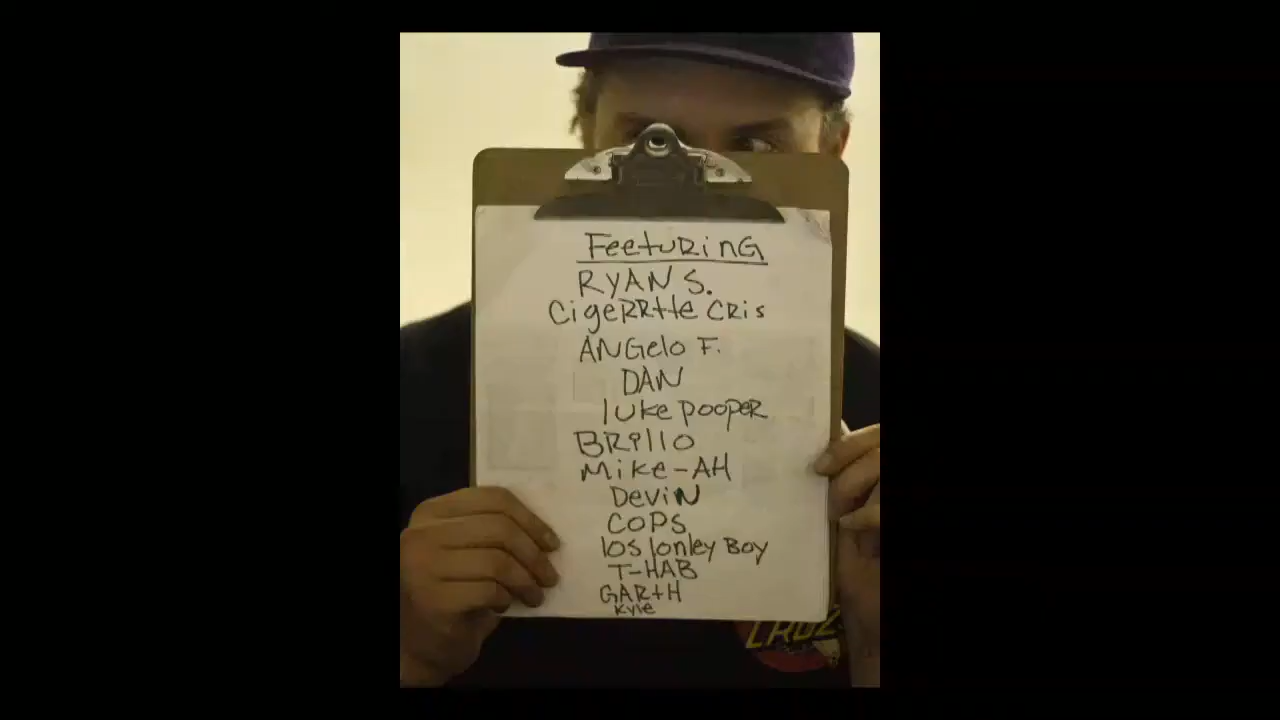 FeetuRinG
RyAN S.
CigeRRtte CRis
ANGelo F.
DAN
luke pooper
BRillo
Mike-AH
DeviN
COPS
los lonley Boy
T-HAB
GARtH
Kyle
CRUZ